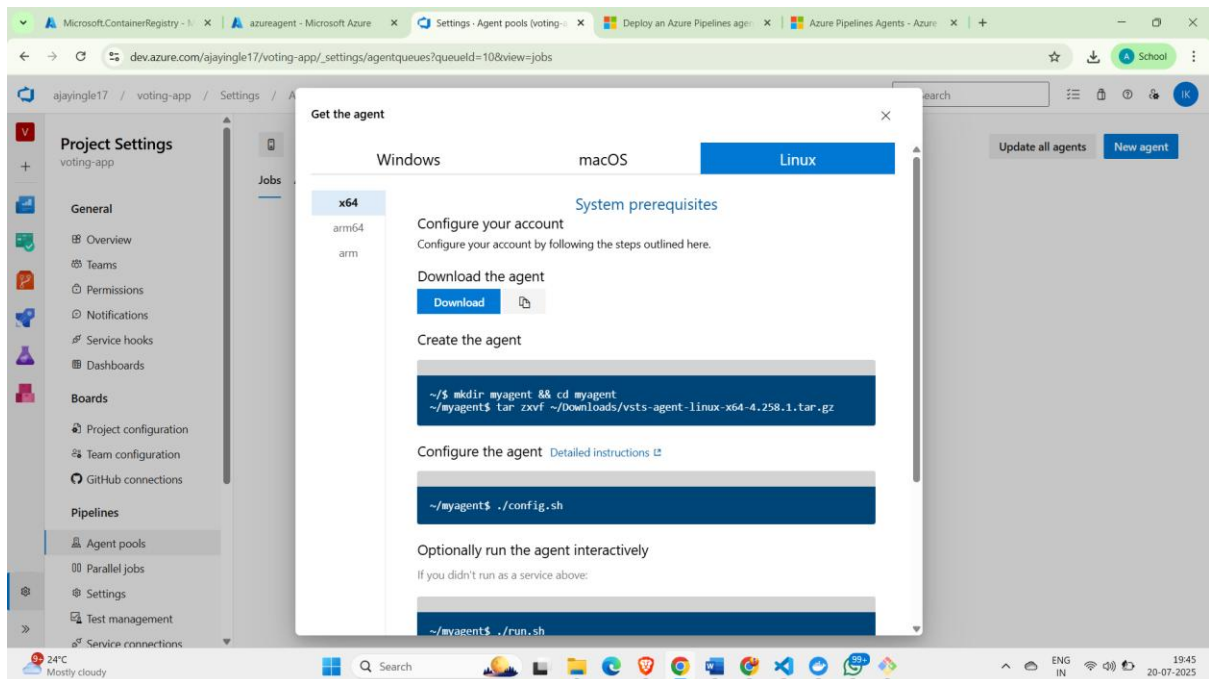 Microsoft.ContainerRegistry - M
azureagent - Microsoft Azure
Settings · Agent pools (voting-a
Deploy an Azure Pipelines agen
Azure Pipelines Agents - Azure
dev.azure.com/ajayingle17/voting-app/_settings/agentqueues?queueId=10&view=jobs
A School
ajayingle17 / voting-app / Settings / A
earch
IK
V
Project Settings
voting-app
General
Overview
Teams
Permissions
Notifications
Service hooks
Dashboards
Boards
Project configuration
Team configuration
GitHub connections
Pipelines
Agent pools
Parallel jobs
Settings
Test management
Service connections
Jobs
Update all agents
New agent
Get the agent
Windows macOS Linux
x64
arm64
arm
System prerequisites
Configure your account
Configure your account by following the steps outlined here.
Download the agent
Download
Create the agent
~/$ mkdir myagent && cd myagent
~/myagent$ tar zxvf ~/Downloads/vsts-agent-linux-x64-4.258.1.tar.gz
Configure the agent Detailed instructions
~/myagent$ ./config.sh
Optionally run the agent interactively
If you didn't run as a service above:
~/myagent$ ./run.sh
9+
24°C
Mostly cloudy
Search
99+
ENG
IN
19:45
20-07-2025